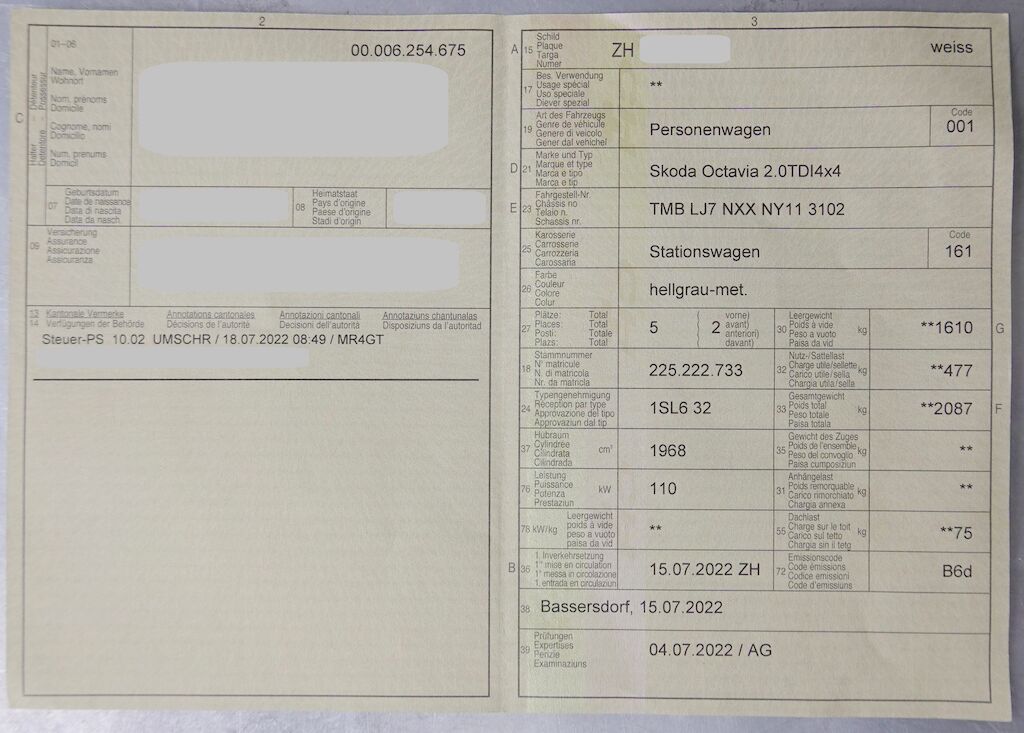 2
01-06
00.006.254.675
C
Halter – Détenteur
Detentore – Possessur
Name, Vornamen
Wohnort
Nom, prénoms
Domicile
Cognome, nomi
Domicilio
Num, prenums
Domicil
07
Geburtsdatum
Date de naissance
Data di nascita
Data da nasch.
08
Heimatstaat
Pays d'origine
Paese d'origine
Stadi d'origin
09
Versicherung
Assurance
Assicurazione
Assicuranza
13 Kantonale Vermerke Annotations cantonales Annotazioni cantonali Annotaziuns chantunalas
14 Verfügungen der Behörde Décisions de l'autorité Decisioni dell'autorità Disposiziuns da l'autoritad
Steuer-PS 10.02 UMSCHR / 18.07.2022 08:49 / MR4GT
3
A 15
Schild
Plaque
Targa
Numer
ZH
weiss
17
Bes. Verwendung
Usage spécial
Uso speciale
Diever spezial
**
19
Art des Fahrzeugs
Genre de véhicule
Genere di veicolo
Gener dal vehichel
Personenwagen
Code
001
D 21
Marke und Typ
Marque et type
Marca e tipo
Marca e tip
Skoda Octavia 2.0TDI4x4
E 23
Fahrgestell-Nr.
Châssis no
Telaio n.
Schassis nr.
TMB LJ7 NXX NY11 3102
25
Karosserie
Carrosserie
Carrozzeria
Carossaria
Stationswagen
Code
161
26
Farbe
Couleur
Colore
Colur
hellgrau-met.
27
Plätze: Total
Places: Total
Posti: Totale
Plazs: Total
5
( vorne)
( 2 avant)
( anteriori)
( davant)
30
Leergewicht
Poids à vide
Peso a vuoto
Paisa da vid
kg
**1610
G
18
Stammnummer
N° matricule
N. di matricola
Nr. da matricla
225.222.733
32
Nutz-/Sattellast
Charge utile/sellette
Carico utile/sella
Chargia utila/sella
kg
**477
24
Typengenehmigung
Réception par type
Approvazione del tipo
Approvaziun dal tip
1SL6 32
33
Gesamtgewicht
Poids total
Peso totale
Paisa totala
kg
**2087
F
37
Hubraum
Cylindrée
Cilindrata
Cilindrada
cm³
1968
35
Gewicht des Zuges
Poids de l'ensemble
Peso del convoglio
Paisa cumposiziun
kg
**
76
Leistung
Puissance
Potenza
Prestaziun
kW
110
31
Anhängelast
Poids remorquable
Carico rimorchiato
Chargia annexa
kg
**
78 kW/kg
Leergewicht
poids à vide
peso a vuoto
paisa da vid
**
55
Dachlast
Charge sur le toit
Carico sul tetto
Chargia sin il tetg
kg
**75
B 36
1. Inverkehrsetzung
1re mise en circulation
1a messa in circolazione
1. entrada en circulaziun
15.07.2022 ZH
72
Emissionscode
Code émissions
Codice emissioni
Code d'emissiuns
B6d
38
Bassersdorf, 15.07.2022
39
Prüfungen
Expertises
Perizie
Examinaziuns
04.07.2022 / AG